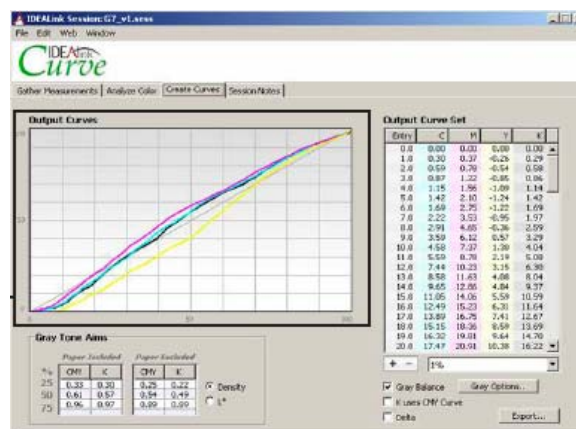 IDEALink Session: G7_v1.sess
File Edit Web Window
IDEAlink
Curve
Gather Measurements Analyze Color Create Curves Session Notes
Output Curves
100
50
0 50 100
Output Curve Set
Entry C M Y K
0.0 0.00 0.00 0.00 0.00
1.0 0.30 0.37 -0.26 0.29
2.0 0.59 0.78 -0.54 0.58
3.0 0.87 1.22 -0.85 0.86
4.0 1.15 1.56 -1.09 1.14
5.0 1.42 2.10 -1.24 1.42
6.0 1.69 2.75 -1.22 1.69
7.0 2.22 3.53 -0.95 1.97
8.0 2.91 4.65 -0.36 2.59
9.0 3.59 6.12 0.57 3.29
10.0 4.58 7.37 1.30 4.04
11.0 5.59 8.78 2.19 5.08
12.0 7.44 10.23 3.15 6.30
13.0 8.58 11.63 4.08 8.04
14.0 9.65 12.86 4.84 9.37
15.0 11.05 14.06 5.59 10.59
16.0 12.49 15.23 6.31 11.64
17.0 13.89 16.75 7.41 12.67
18.0 15.15 18.36 8.59 13.69
19.0 16.32 19.81 9.64 14.70
20.0 17.47 20.91 10.38 16.22
+ - 1%
Gray Tone Aims
Paper Included Paper Excluded
% CMY K CMY K
25 0.33 0.30 0.25 0.22
50 0.61 0.57 0.54 0.49
75 0.96 0.97 0.89 0.89
Density
L*
Gray Balance Gray Options...
K uses CMY Curve
Delta Export...